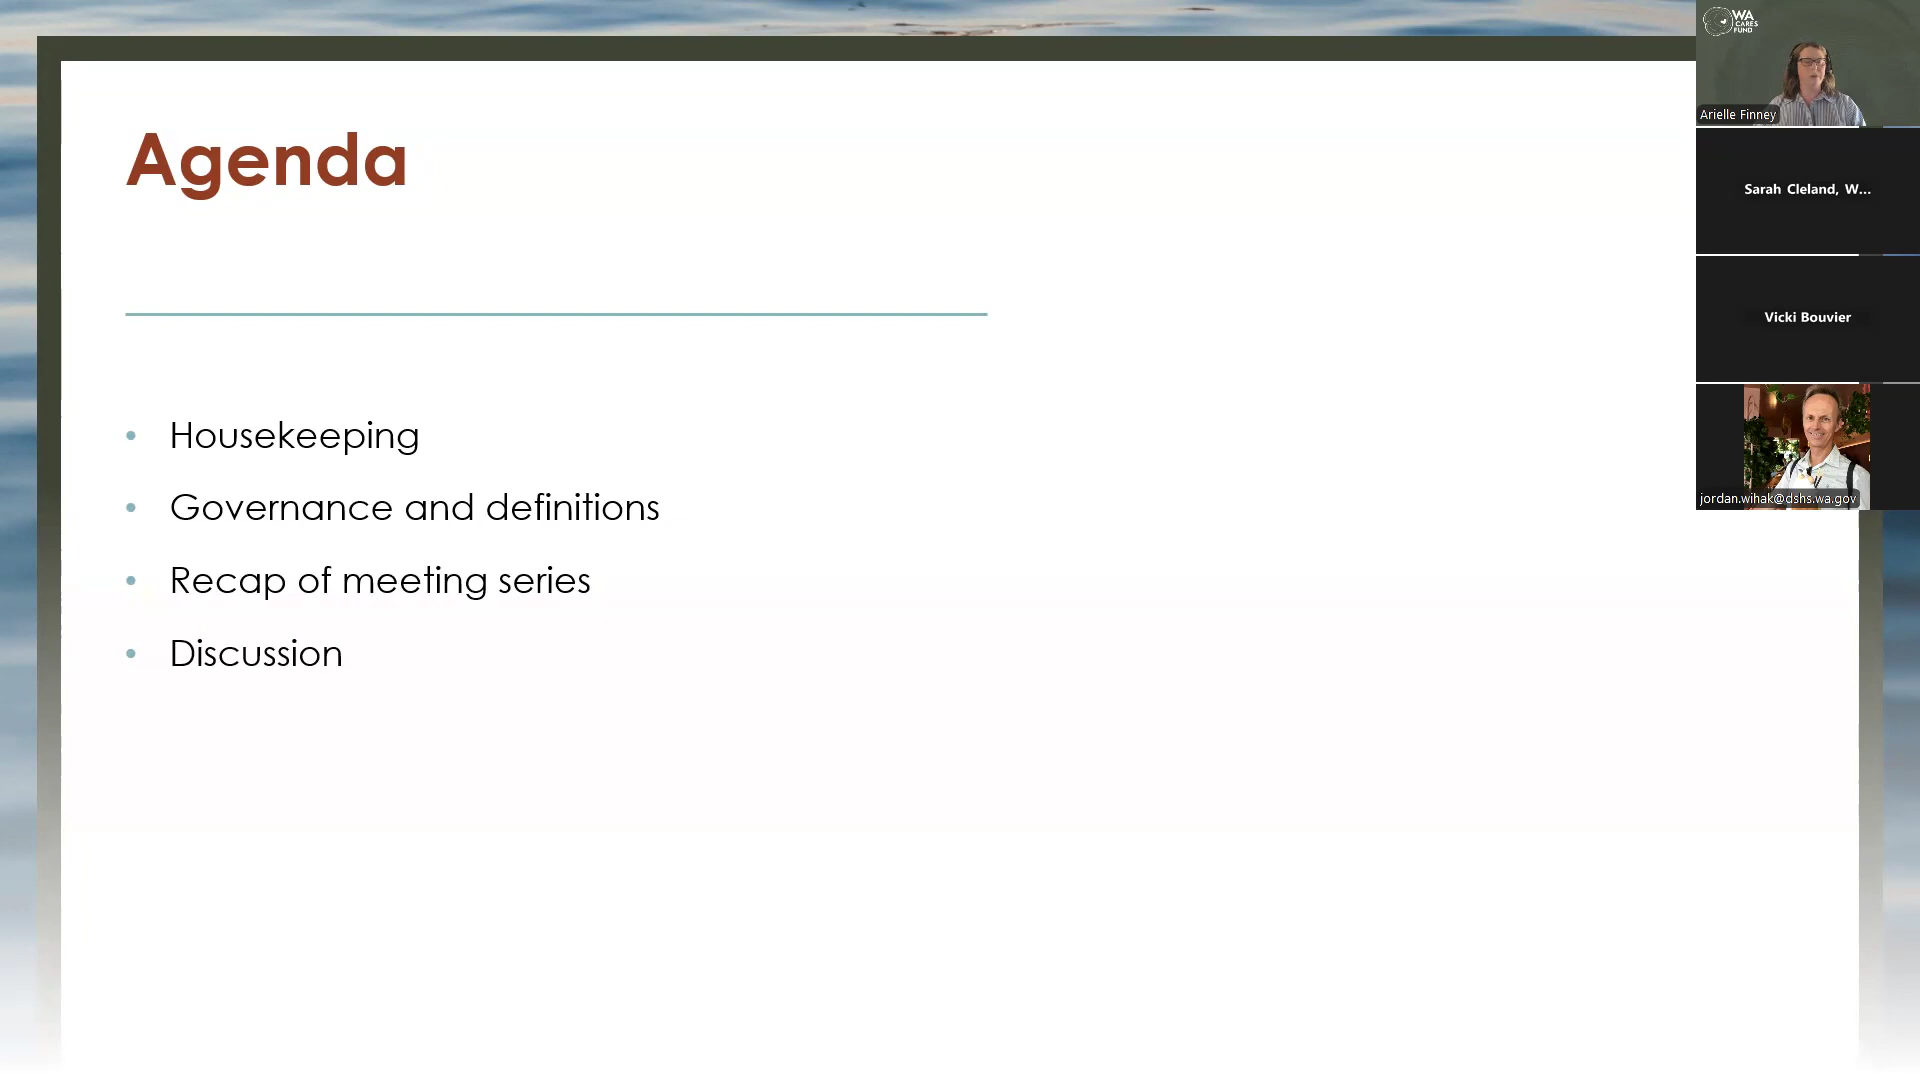 Agenda
Housekeeping
Governance and definitions
Recap of meeting series
Discussion
WA
CARES
FUND
Arielle Finney
Sarah Cleland, W...
Vicki Bouvier
jordan.wihak@dshs.wa.gov